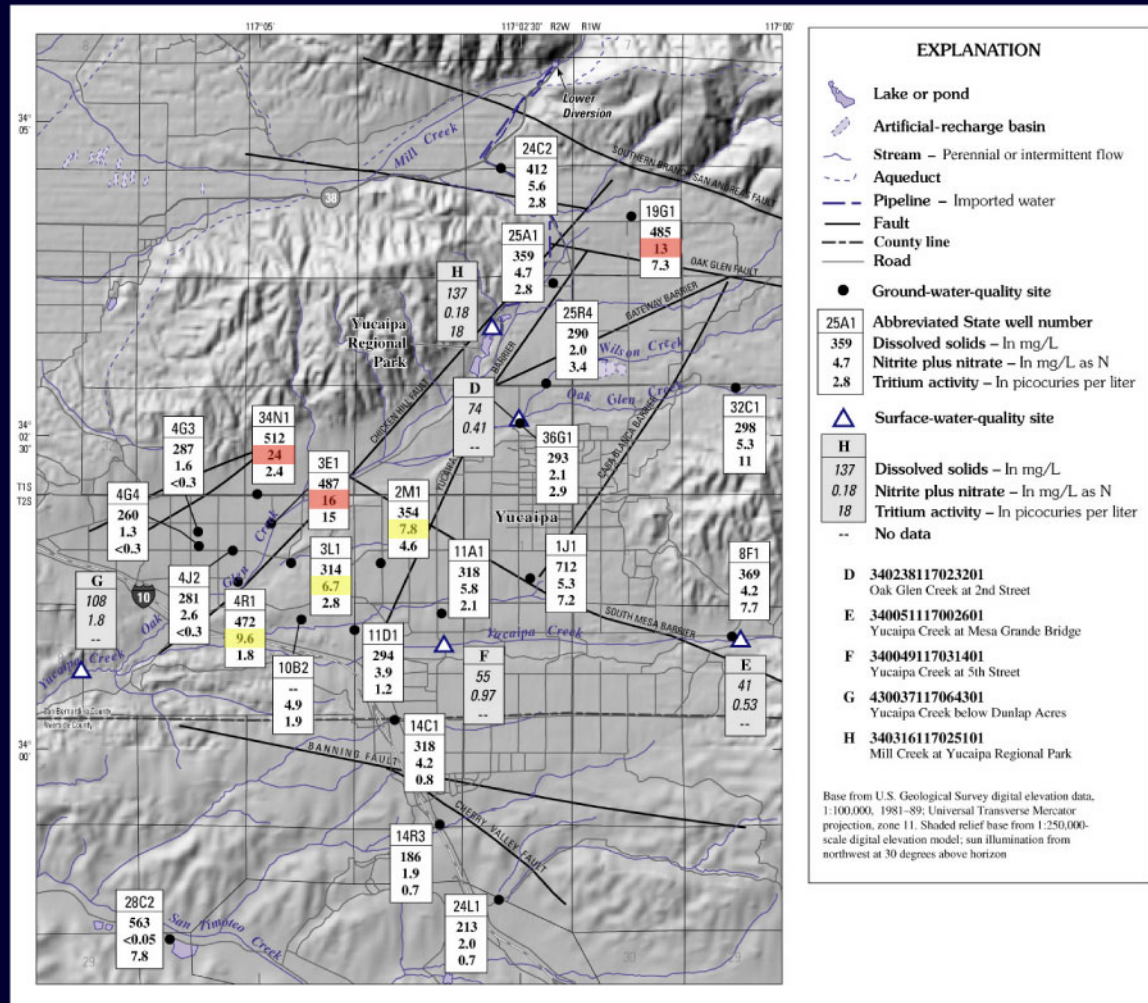 117°05'
117°02'30"
R2W
R1W
117°00'
8
7
Lower
Diversion
34°
05'
Mill Creek
24C2
412
5.6
2.8
SOUTHERN BRANCH SAN ANDREAS FAULT
38
19G1
485
13
7.3
25A1
359
4.7
2.8
OAK GLEN FAULT
H
137
0.18
18
Yucaipa
Regional
Park
25R4
290
2.0
3.4
GATEWAY BARRIER
Wilson Creek
BARRIER
CHICKEN HILL FAULT
D
74
0.41
--
Oak Glen Creek
34°
02'
30"
34N1
512
24
2.4
4G3
287
1.6
<0.3
32C1
298
5.3
11
36G1
293
2.1
2.9
CASA BLANCA BARRIER
3E1
487
16
15
T1S
T2S
4G4
260
1.3
<0.3
2M1
354
7.8
4.6
YUCAIPA
Yucaipa
3L1
314
6.7
2.8
11A1
318
5.8
2.1
1J1
712
5.3
7.2
8F1
369
4.2
7.7
G
108
1.8
--
10
4J2
281
2.6
<0.3
Oak Glen Creek
4R1
472
9.6
1.8
SOUTH MESA BARRIER
Yucaipa Creek
Yucaipa Creek
10B2
--
4.9
1.9
11D1
294
3.9
1.2
F
55
0.97
--
E
41
0.53
--
San Bernardino County
Riverside County
34°
00'
BANNING FAULT
14C1
318
4.2
0.8
CHERRY VALLEY FAULT
14R3
186
1.9
0.7
28C2
563
<0.05
7.8
San Timoteo
Creek
24L1
213
2.0
0.7
29
30
29
EXPLANATION
Lake or pond
Artificial-recharge basin
Stream – Perennial or intermittent flow
Aqueduct
Pipeline – Imported water
Fault
County line
Road
Ground-water-quality site
25A1 Abbreviated State well number
359 Dissolved solids – In mg/L
4.7 Nitrite plus nitrate – In mg/L as N
2.8 Tritium activity – In picocuries per liter
Surface-water-quality site
H
137 Dissolved solids – In mg/L
0.18 Nitrite plus nitrate – In mg/L as N
18 Tritium activity – In picocuries per liter
-- No data
D 340238117023201
Oak Glen Creek at 2nd Street
E 340051117002601
Yucaipa Creek at Mesa Grande Bridge
F 340049117031401
Yucaipa Creek at 5th Street
G 430037117064301
Yucaipa Creek below Dunlap Acres
H 340316117025101
Mill Creek at Yucaipa Regional Park
Base from U.S. Geological Survey digital elevation data,
1:100,000, 1981–89; Universal Transverse Mercator
projection, zone 11. Shaded relief base from 1:250,000-
scale digital elevation model; sun illumination from
northwest at 30 degrees above horizon